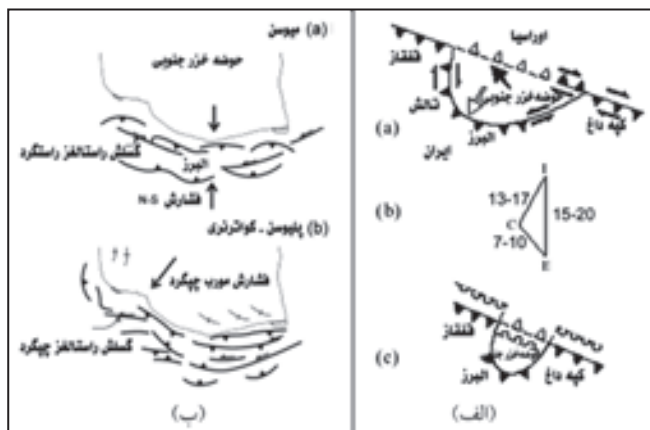 اوراسیا
قفقاز
تالش
حوضه خزر جنوبی
کپه داغ
البرز
ایران
(a)
I
13-17
C
15-20
7-10
E
(b)
قفقاز
البرز
کپه داغ
(c)
(الف)
(a) میوسن
حوضه خزر جنوبی
گسلش راستالغز راستگرد
البرز
فشارش N-S
(b) پلیوسن - کواترنری
فشارش مورب چپگرد
گسلش راستالغز چپگرد
(ب)